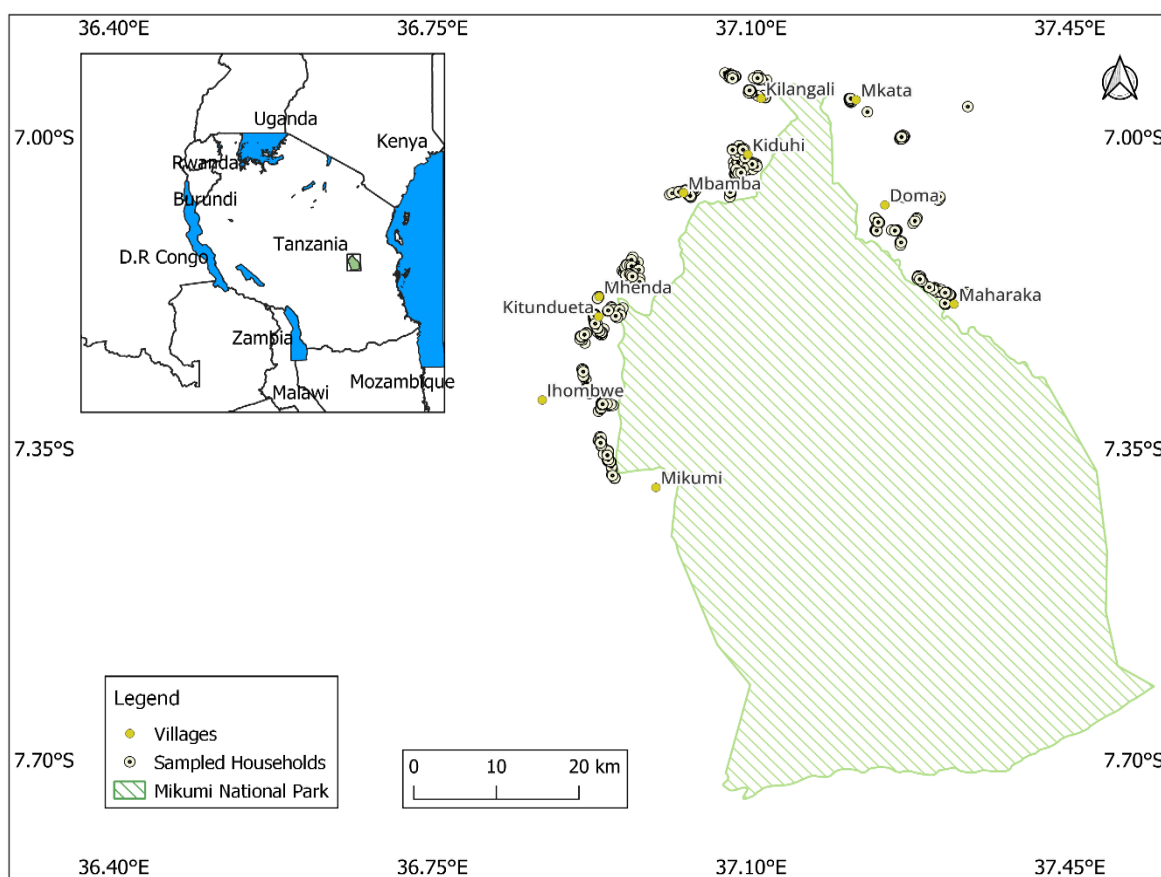 36.40°E 36.75°E 37.10°E 37.45°E
Kilangali
Mkata
Uganda
Kenya
7.00°S
7.00°S
Kiduhi
Rwanda
Mbamba
Burundi
Doma
Tanzania
D.R Congo
Mhenda
Maharaka
Kitundueta
Zambia
Mozambique
Malawi
Ihombwe
7.35°S
7.35°S
Mikumi
Legend
Villages
Sampled Households
Mikumi National Park
0 10 20 km
7.70°S
7.70°S
36.40°E 36.75°E 37.10°E 37.45°E